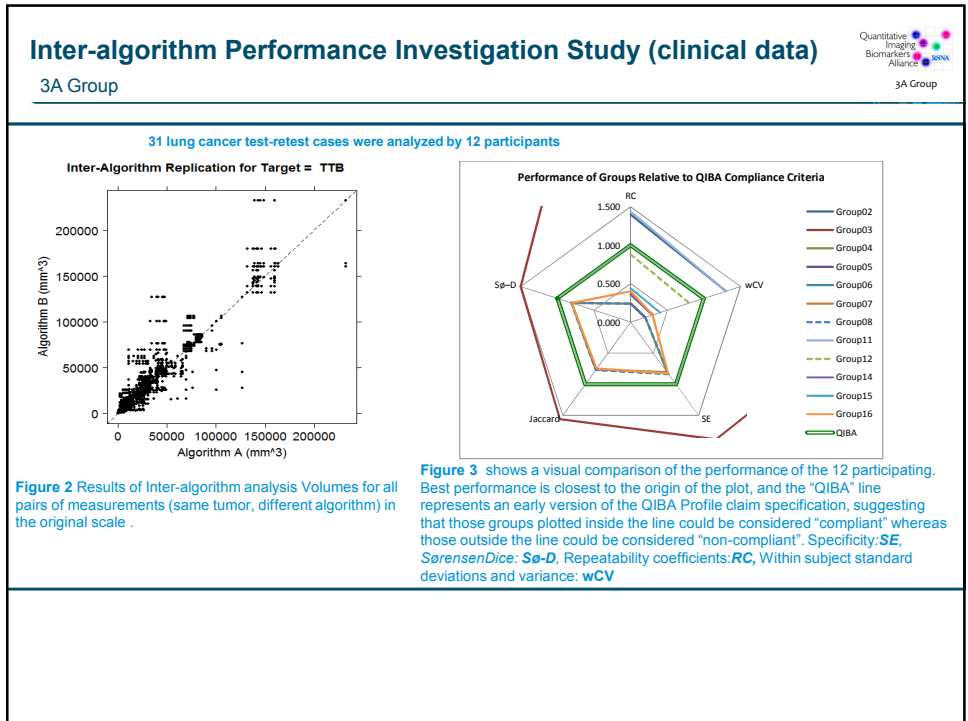 Inter-algorithm Performance Investigation Study (clinical data)
3A Group
Quantitative
Imaging
Biomarkers
Alliance
RSNA
3A Group
31 lung cancer test-retest cases were analyzed by 12 participants
Inter-Algorithm Replication for Target = TTB
Algorithm B (mm^3)
200000
150000
100000
50000
0
0 50000 100000 150000 200000
Algorithm A (mm^3)
Performance of Groups Relative to QIBA Compliance Criteria
RC
1.500
1.000
0.500
0.000
Sø–D
wCV
Jaccard
SE
Group02
Group03
Group04
Group05
Group06
Group07
Group08
Group11
Group12
Group14
Group15
Group16
QIBA
Figure 2 Results of Inter-algorithm analysis Volumes for all
pairs of measurements (same tumor, different algorithm) in
the original scale .
Figure 3 shows a visual comparison of the performance of the 12 participating.
Best performance is closest to the origin of the plot, and the “QIBA” line
represents an early version of the QIBA Profile claim specification, suggesting
that those groups plotted inside the line could be considered “compliant” whereas
those outside the line could be considered “non-compliant”. Specificity:SE,
SørensenDice: Sø-D, Repeatability coefficients:RC, Within subject standard
deviations and variance: wCV